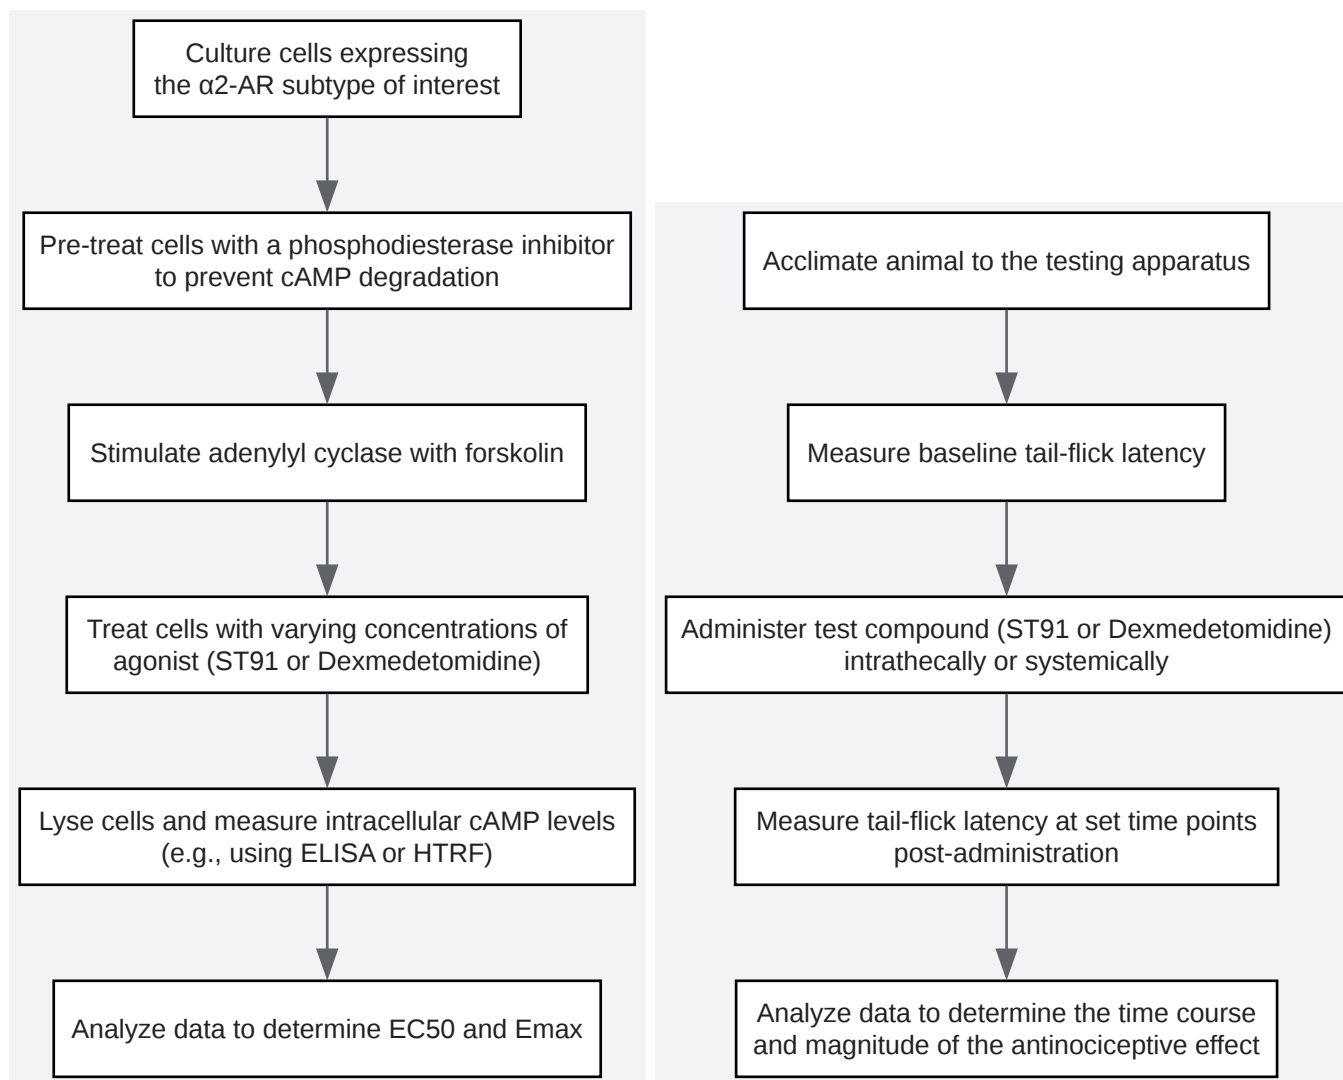 Culture cells expressing
the α2-AR subtype of interest
Pre-treat cells with a phosphodiesterase inhibitor
to prevent cAMP degradation
Stimulate adenylyl cyclase with forskolin
Treat cells with varying concentrations of
agonist (ST91 or Dexmedetomidine)
Lyse cells and measure intracellular cAMP levels
(e.g., using ELISA or HTRF)
Analyze data to determine EC50 and Emax
Acclimate animal to the testing apparatus
Measure baseline tail-flick latency
Administer test compound (ST91 or Dexmedetomidine)
intrathecally or systemically
Measure tail-flick latency at set time points
post-administration
Analyze data to determine the time course
and magnitude of the antinociceptive effect